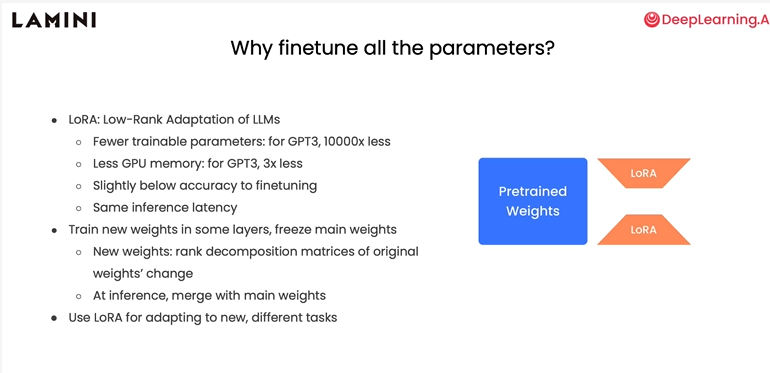 LAMINI
DeepLearning.A
Why finetune all the parameters?
● LoRA: Low-Rank Adaptation of LLMs
○ Fewer trainable parameters: for GPT3, 10000x less
○ Less GPU memory: for GPT3, 3x less
○ Slightly below accuracy to finetuning
○ Same inference latency
● Train new weights in some layers, freeze main weights
○ New weights: rank decomposition matrices of original
weights’ change
○ At inference, merge with main weights
● Use LoRA for adapting to new, different tasks
Pretrained
Weights
LoRA
LoRA